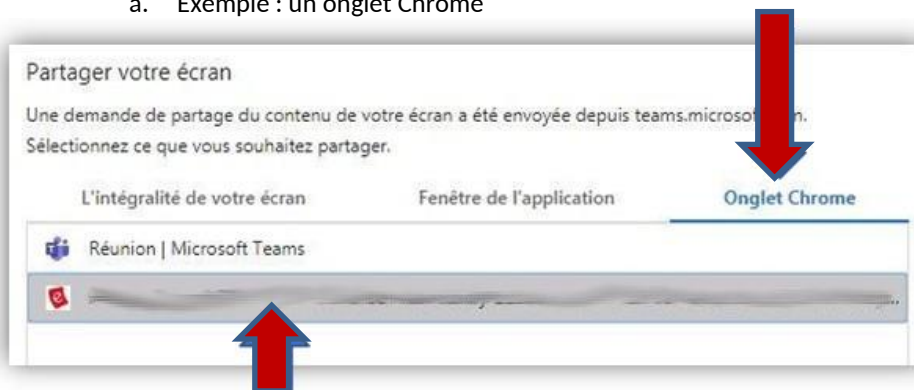 a. Exemple : un onglet Chrome
Partager votre écran
Une demande de partage du contenu de votre écran a été envoyée depuis teams.microsoft
Sélectionnez ce que vous souhaitez partager.
L'intégralité de votre écran Fenêtre de l'application Onglet Chrome
Réunion | Microsoft Teams